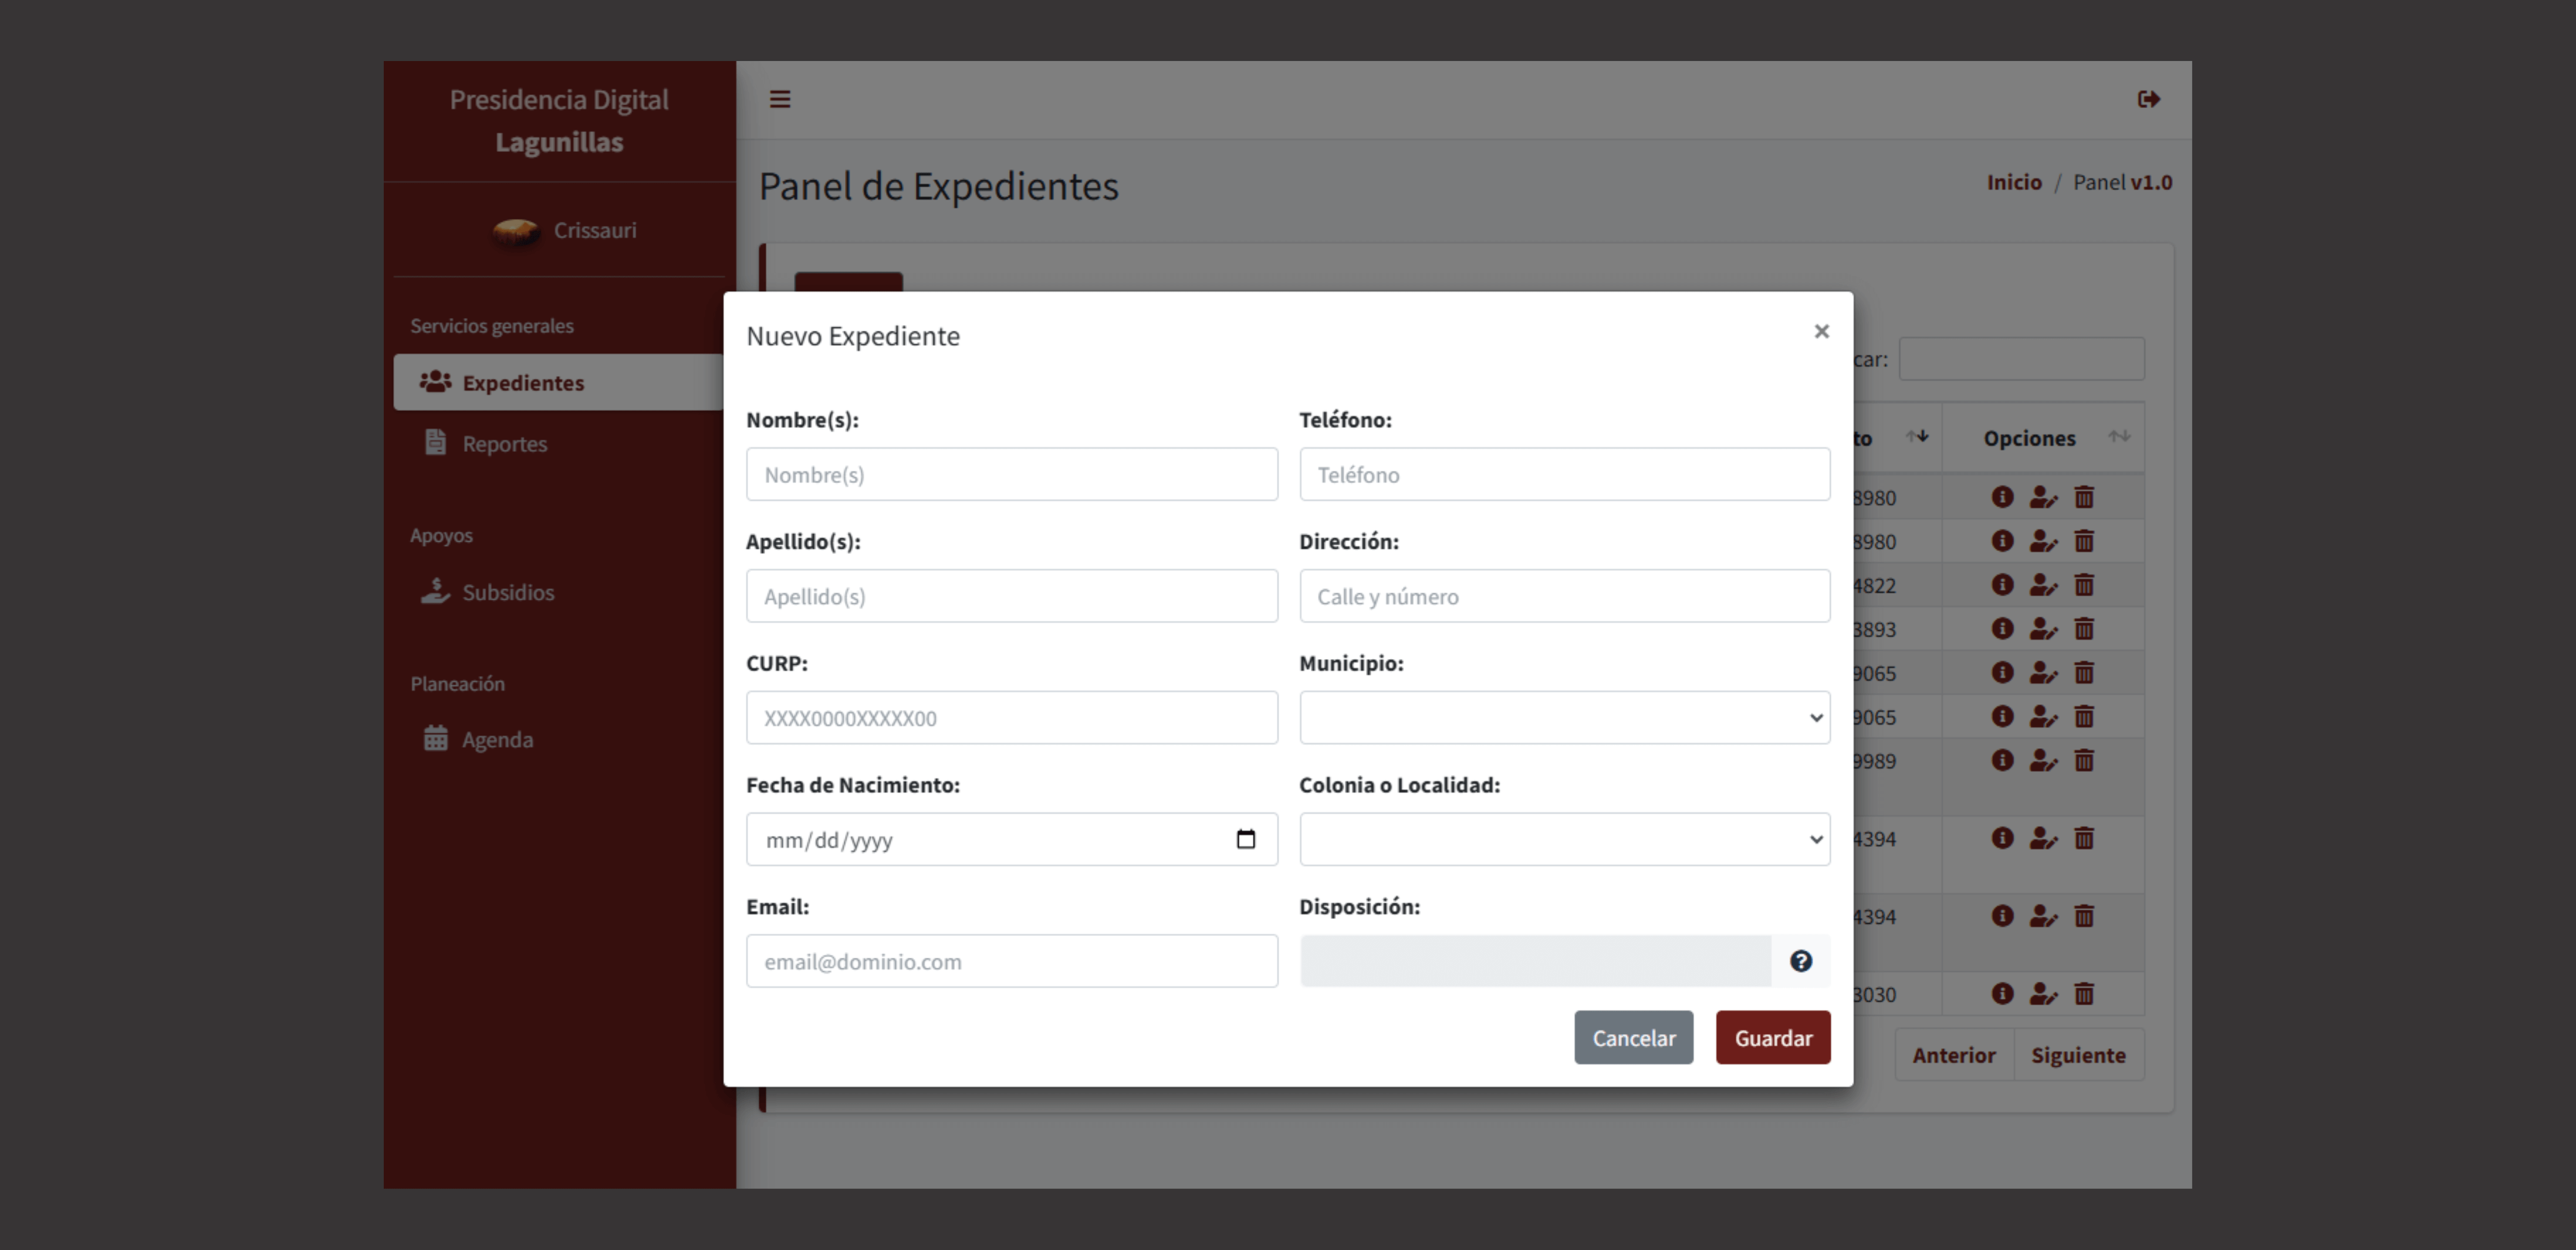 Presidencia Digital
Lagunillas
Crissauri
Servicios generales
Expedientes
Reportes
Apoyos
Subsidios
Planeación
Agenda
Panel de Expedientes
Inicio / Panel v1.0
Nuevo Expediente ×
Nombre(s):
Nombre(s)
Apellido(s):
Apellido(s)
CURP:
XXXX0000XXXXX00
Fecha de Nacimiento:
mm/dd/yyyy
Email:
email@dominio.com
Teléfono:
Teléfono
Dirección:
Calle y número
Municipio:
Colonia o Localidad:
Disposición:
Cancelar Guardar
car:
to Opciones
8980
8980
4822
3893
9065
9065
9989
4394
4394
3030
Anterior Siguiente